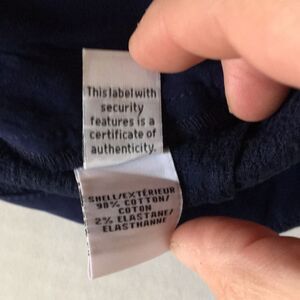 This label with
security
features is a
certificate of
authenticity.
SHELL/EXTÉRIEUR
98% COTTON/
COTON
2% ELASTANE/
ELASTHANNE